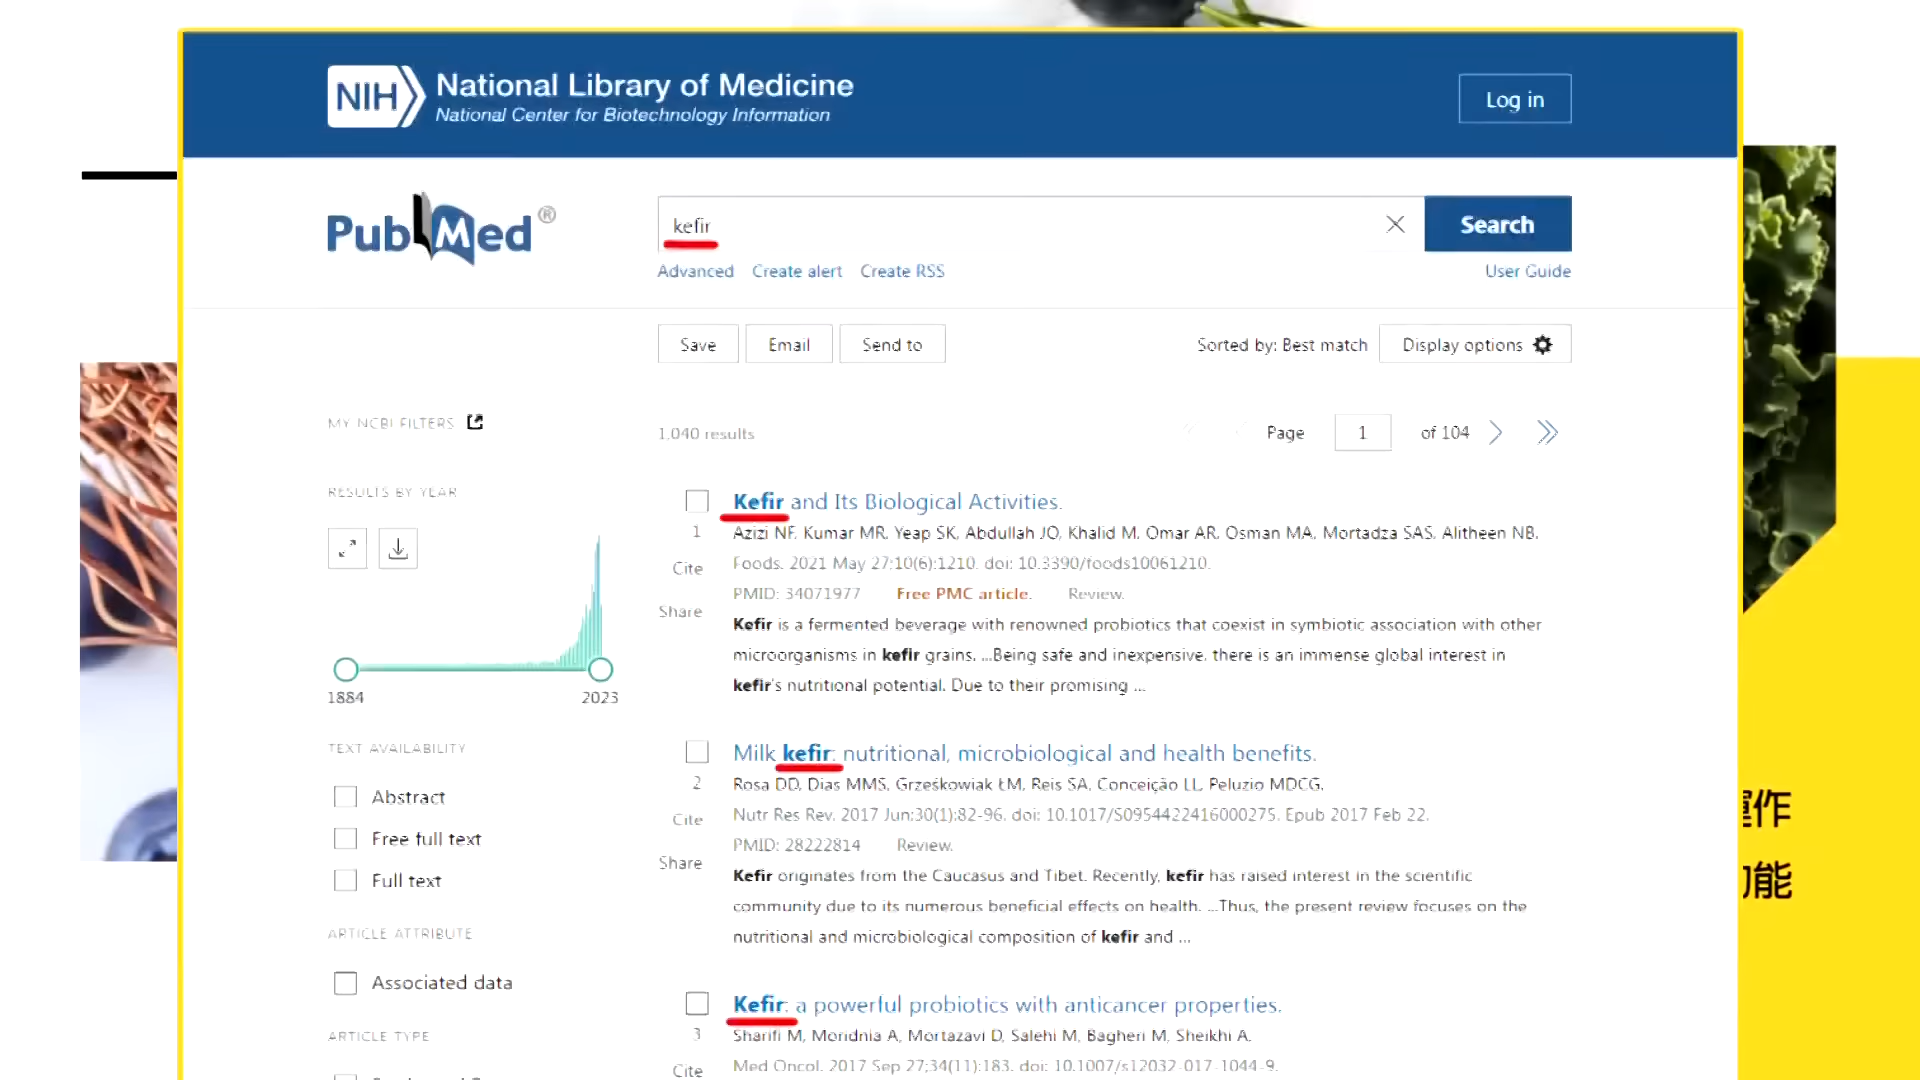 NIH National Library of Medicine
National Center for Biotechnology Information
Log in
PubMed®
kefir
Search
Advanced Create alert Create RSS
User Guide
Save Email Send to
Sorted by: Best match Display options
MY NCBI FILTERS
1,040 results
Page 1 of 104
RESULTS BY YEAR
1884 2023
TEXT AVAILABILITY
Abstract
Free full text
Full text
ARTICLE ATTRIBUTE
Associated data
ARTICLE TYPE
Kefir and Its Biological Activities.
1 Azizi NF, Kumar MR, Yeap SK, Abdullah JO, Khalid M, Omar AR, Osman MA, Mortadza SAS, Alitheen NB.
Cite Foods. 2021 May 27;10(6):1210. doi: 10.3390/foods10061210.
PMID: 34071977 Free PMC article. Review.
Share Kefir is a fermented beverage with renowned probiotics that coexist in symbiotic association with other
microorganisms in kefir grains. ...Being safe and inexpensive, there is an immense global interest in
kefir's nutritional potential. Due to their promising ...
Milk kefir: nutritional, microbiological and health benefits.
2 Rosa DD, Dias MMS, Grześkowiak ŁM, Reis SA, Conceição LL, Peluzio MDCG.
Cite Nutr Res Rev. 2017 Jun;30(1):82-96. doi: 10.1017/S0954422416000275. Epub 2017 Feb 22.
PMID: 28222814 Review.
Share Kefir originates from the Caucasus and Tibet. Recently, kefir has raised interest in the scientific
community due to its numerous beneficial effects on health. ...Thus, the present review focuses on the
nutritional and microbiological composition of kefir and ...
Kefir: a powerful probiotics with anticancer properties.
3 Sharifi M, Moridnia A, Mortazavi D, Salehi M, Bagheri M, Sheikhi A.
Cite Med Oncol. 2017 Sep 27;34(11):183. doi: 10.1007/s12032-017-1044-9.
作
能